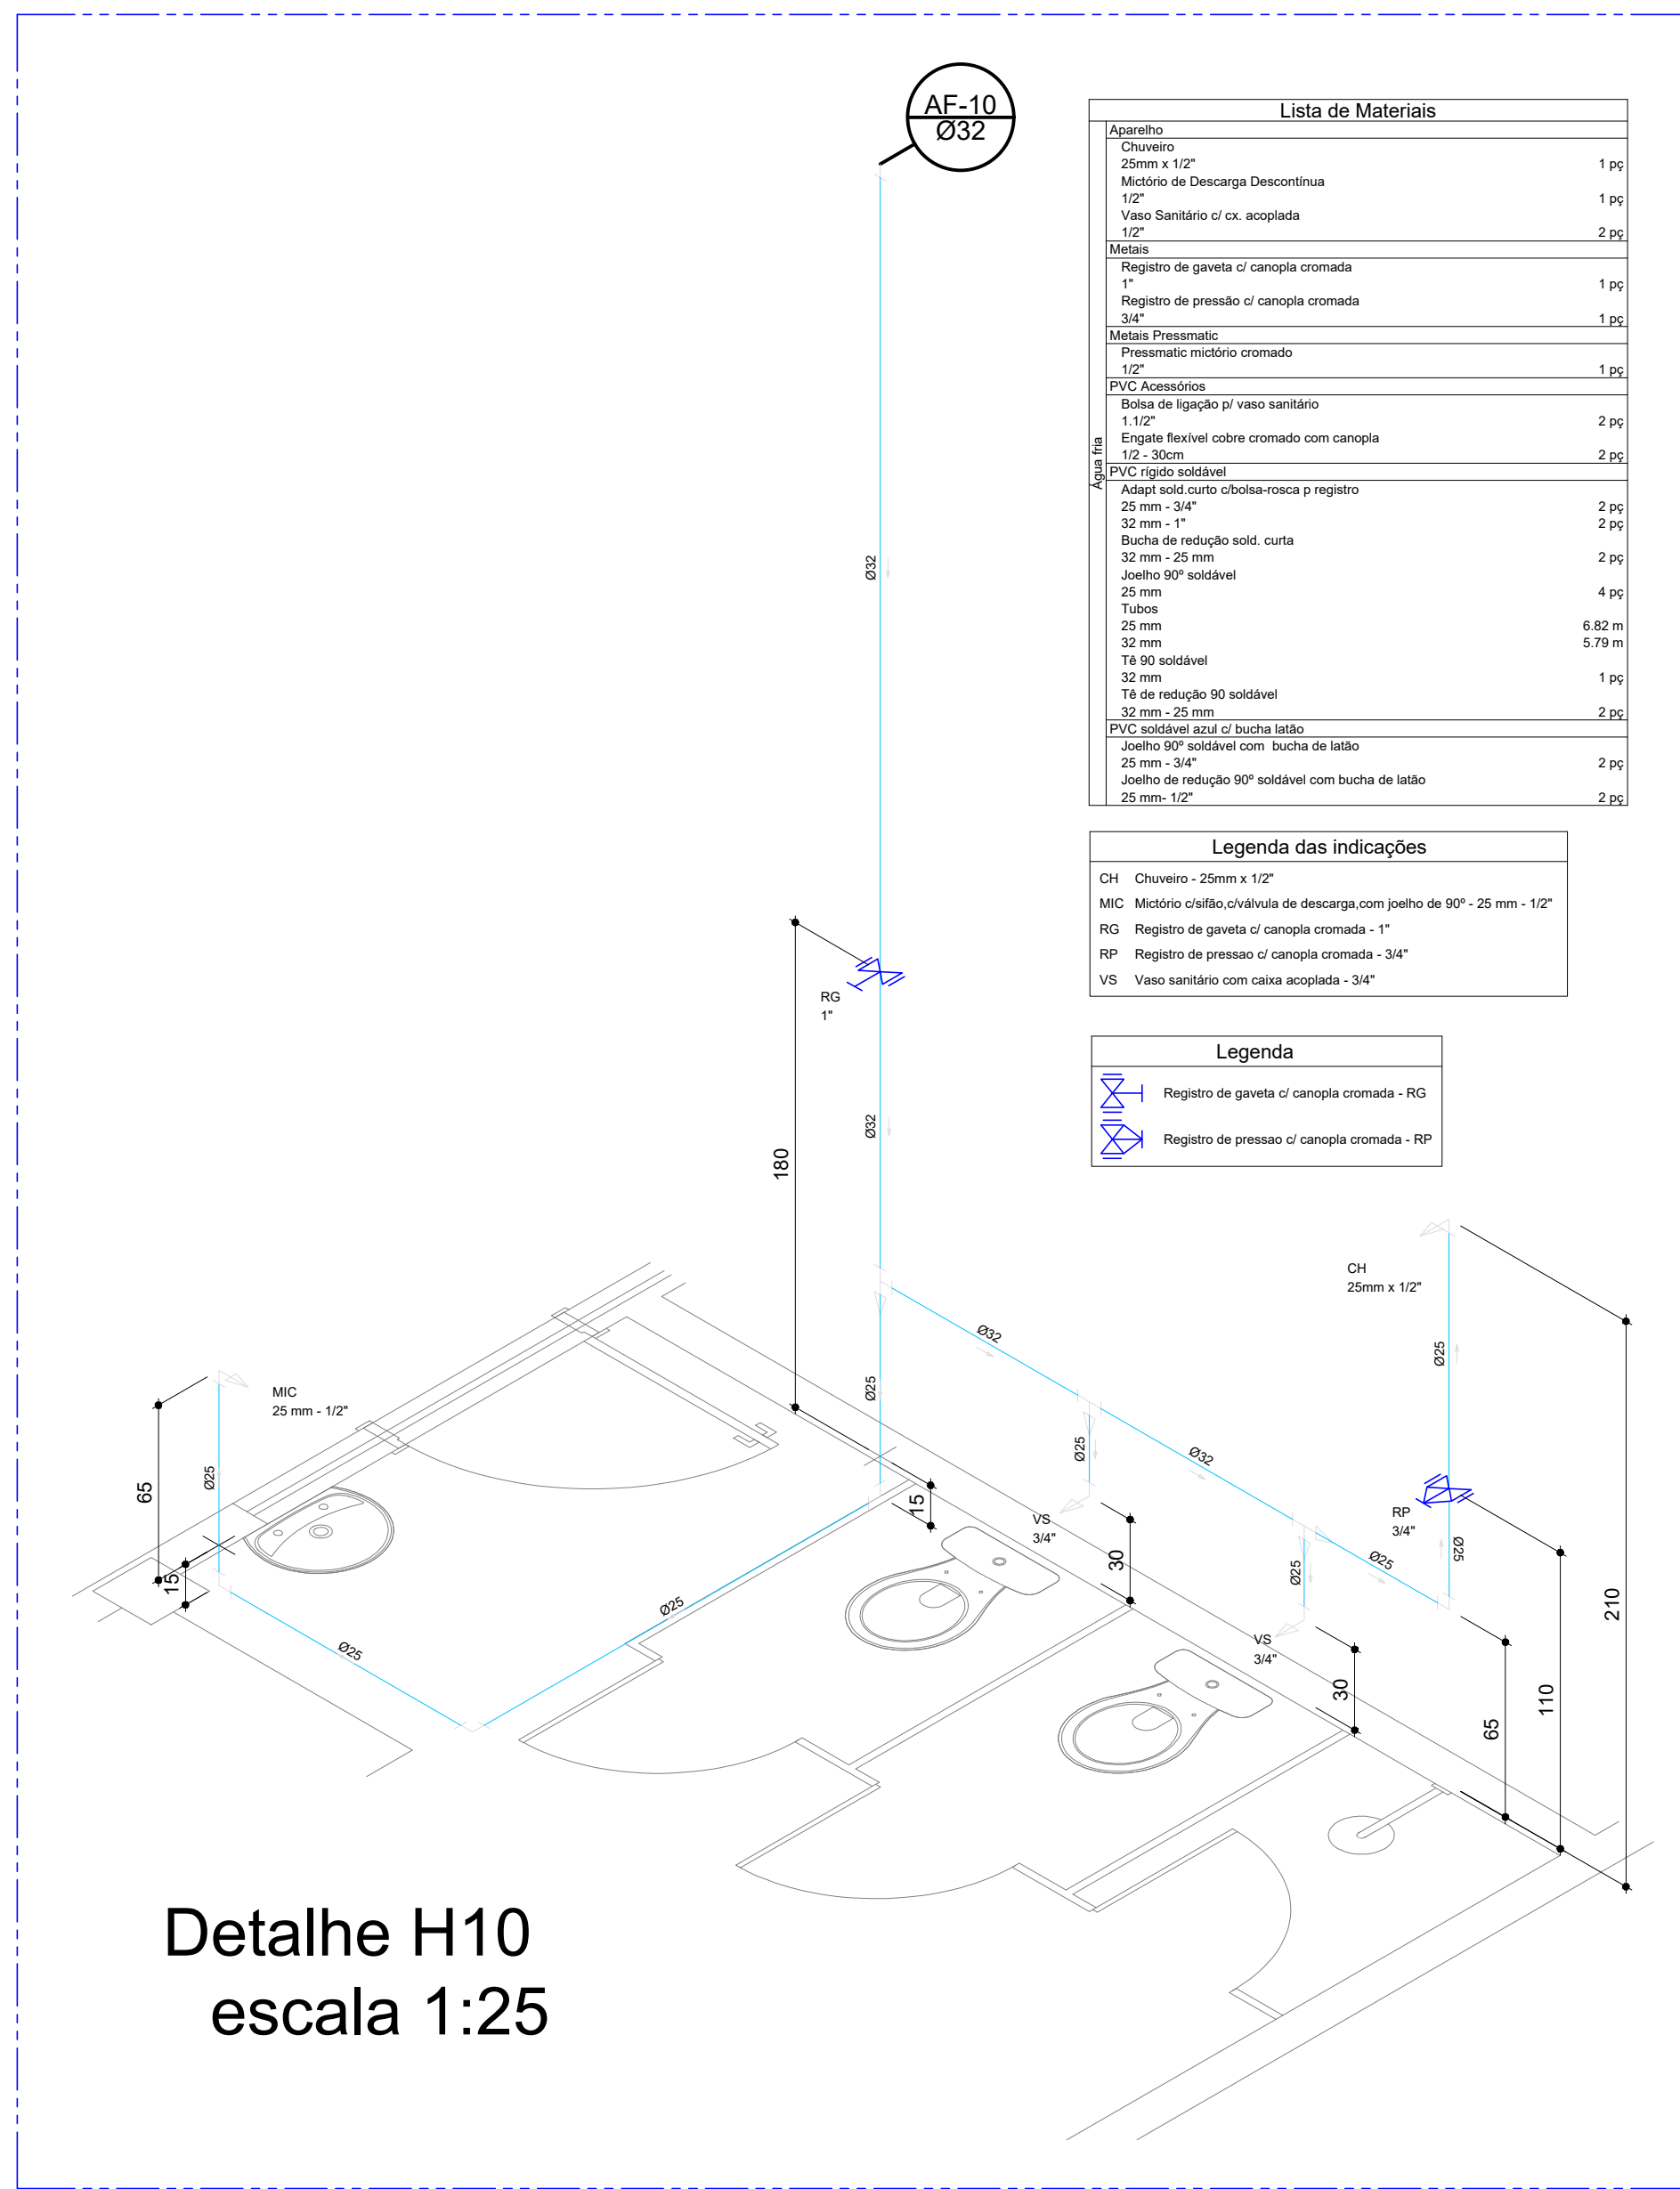 AF-10
Ø32
Lista de Materiais
Água fria
Aparelho
Chuveiro
25mm x 1/2" 1 pç
Mictório de Descarga Descontínua
1/2" 1 pç
Vaso Sanitário c/ cx. acoplada
1/2" 2 pç
Metais
Registro de gaveta c/ canopla cromada
1" 1 pç
Registro de pressão c/ canopla cromada
3/4" 1 pç
Metais Pressmatic
Pressmatic mictório cromado
1/2" 1 pç
PVC Acessórios
Bolsa de ligação p/ vaso sanitário
1.1/2" 2 pç
Engate flexível cobre cromado com canopla
1/2 - 30cm 2 pç
PVC rígido soldável
Adapt sold.curto c/bolsa-rosca p registro
25 mm - 3/4" 2 pç
32 mm - 1" 2 pç
Bucha de redução sold. curta
32 mm - 25 mm 2 pç
Joelho 90º soldável
25 mm 4 pç
Tubos
25 mm 6.82 m
32 mm 5.79 m
Tê 90 soldável
32 mm 1 pç
Tê de redução 90 soldável
32 mm - 25 mm 2 pç
PVC soldável azul c/ bucha latão
Joelho 90º soldável com bucha de latão
25 mm - 3/4" 2 pç
Joelho de redução 90º soldável com bucha de latão
25 mm- 1/2" 2 pç
Legenda das indicações
CH Chuveiro - 25mm x 1/2"
MIC Mictório c/sifão,c/válvula de descarga,com joelho de 90º - 25 mm - 1/2"
RG Registro de gaveta c/ canopla cromada - 1"
RP Registro de pressao c/ canopla cromada - 3/4"
VS Vaso sanitário com caixa acoplada - 3/4"
Legenda
Registro de gaveta c/ canopla cromada - RG
Registro de pressao c/ canopla cromada - RP
Ø32
RG
1"
Ø32
180
CH
25mm x 1/2"
Ø32
Ø25
Ø25
MIC
25 mm - 1/2"
Ø25
65
15
Ø25
Ø32
15
VS
3/4"
30
RP
3/4"
Ø25
Ø25
Ø25
Ø25
Ø25
VS
3/4"
30
65
110
210
Detalhe H10
escala 1:25